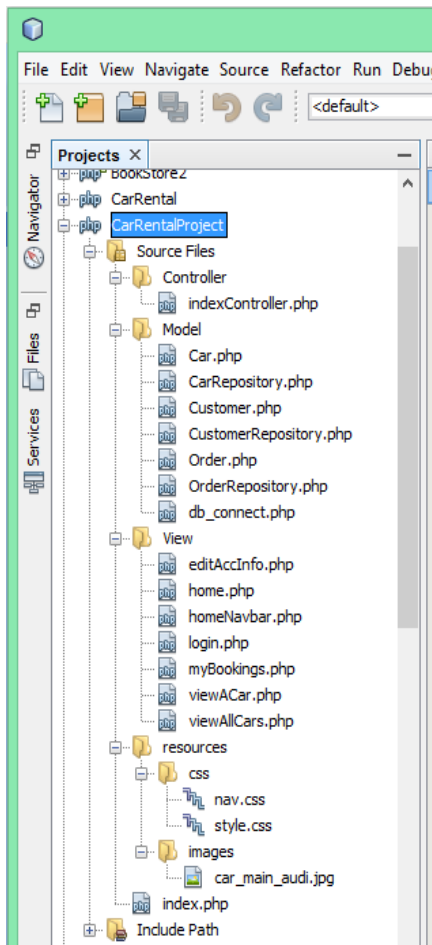 File Edit View Navigate Source Refactor Run Debu
<default>
Projects
Navigator
Files
Services
BookStore2
CarRental
CarRentalProject
Source Files
Controller
indexController.php
Model
Car.php
CarRepository.php
Customer.php
CustomerRepository.php
Order.php
OrderRepository.php
db_connect.php
View
editAccInfo.php
home.php
homeNavbar.php
login.php
myBookings.php
viewACar.php
viewAllCars.php
resources
css
nav.css
style.css
images
car_main_audi.jpg
index.php
Include Path